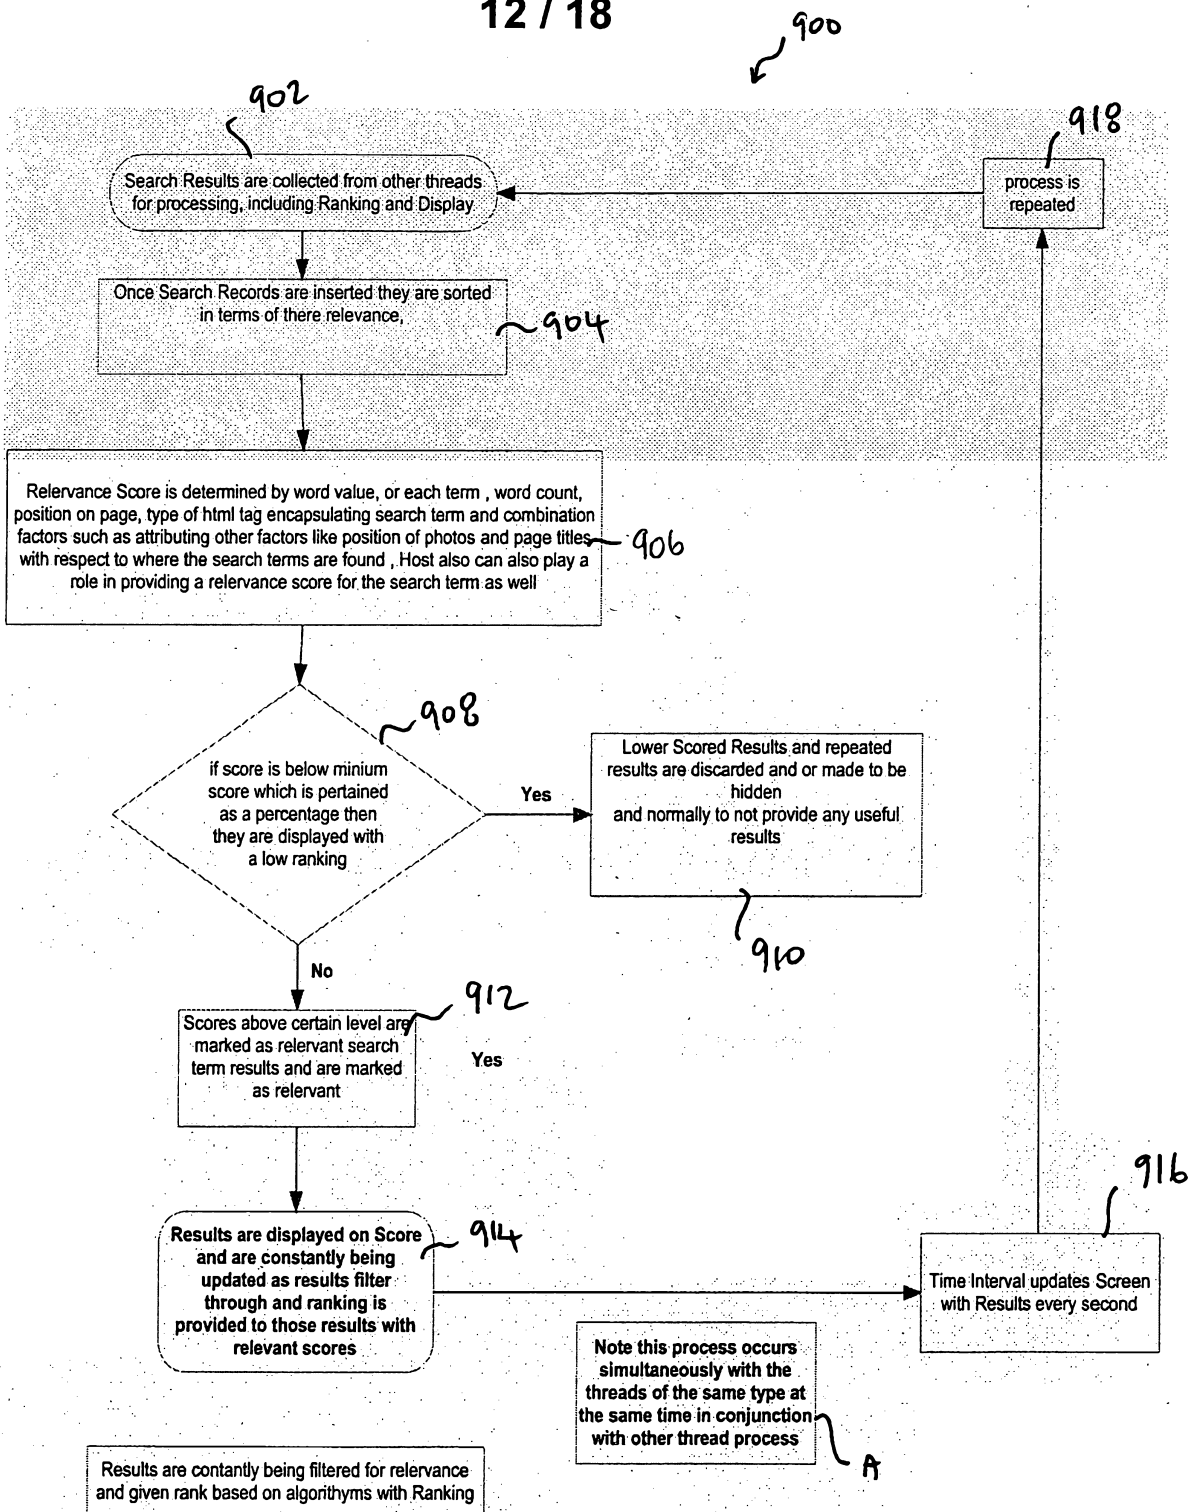 12 / 18
900
902
918
Search Results are collected from other threads
for processing, including Ranking and Display.
process is
repeated
Once Search Records are inserted they are sorted
in terms of there relevance,
904
Relervance Score is determined by word value, or each term , word count,
position on page, type of html tag encapsulating search term and combination
factors such as attributing other factors like position of photos and page titles
with respect to where the search terms are found , Host also can also play a
role in providing a relervance score for the search term as well
906
908
if score is below minium
score which is pertained
as a percentage then
they are displayed with
a low ranking
Yes
Lower Scored Results and repeated
results are discarded and or made to be
hidden
and normally to not provide any useful
results
910
No
912
Scores above certain level are
marked as relevant search
term results and are marked
as relervant
Yes
916
Results are displayed on Score
and are constantly being
updated as results filter
through and ranking is
provided to those results with
relevant scores
914
Time Interval updates Screen
with Results every second
Note this process occurs
simultaneously with the
threads of the same type at
the same time in conjunction
with other thread process
A
Results are contantly being filtered for relervance
and given rank based on algorithyms with Ranking